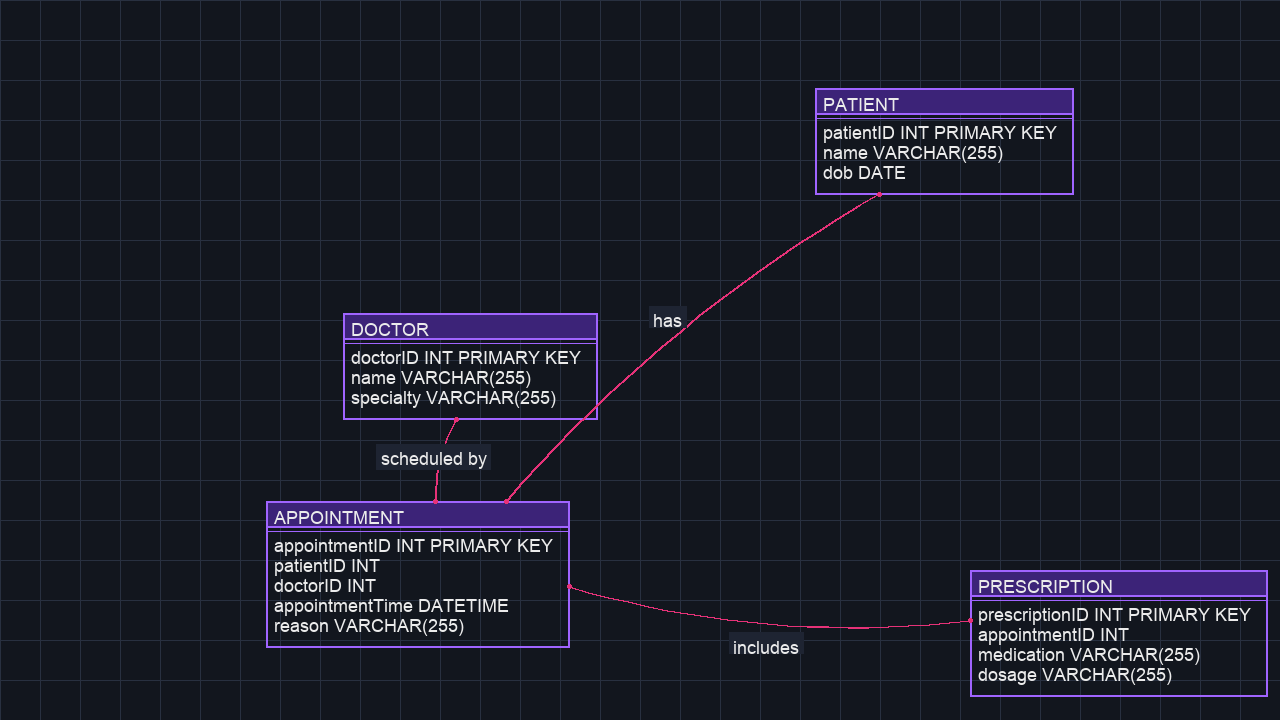 PATIENT
patientID INT PRIMARY KEY
name VARCHAR(255)
dob DATE
has
DOCTOR
doctorID INT PRIMARY KEY
name VARCHAR(255)
specialty VARCHAR(255)
scheduled by
APPOINTMENT
appointmentID INT PRIMARY KEY
patientID INT
doctorID INT
appointmentTime DATETIME
reason VARCHAR(255)
includes
PRESCRIPTION
prescriptionID INT PRIMARY KEY
appointmentID INT
medication VARCHAR(255)
dosage VARCHAR(255)